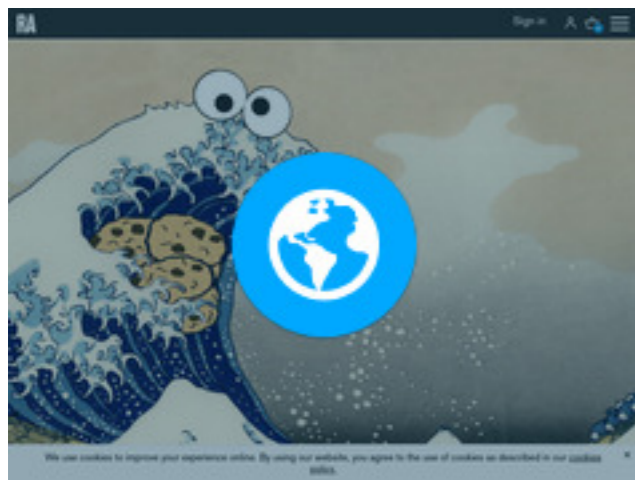 RA
Sign in
We use cookies to improve your experience online. By using our website, you agree to the use of cookies as described in our cookies
policy.